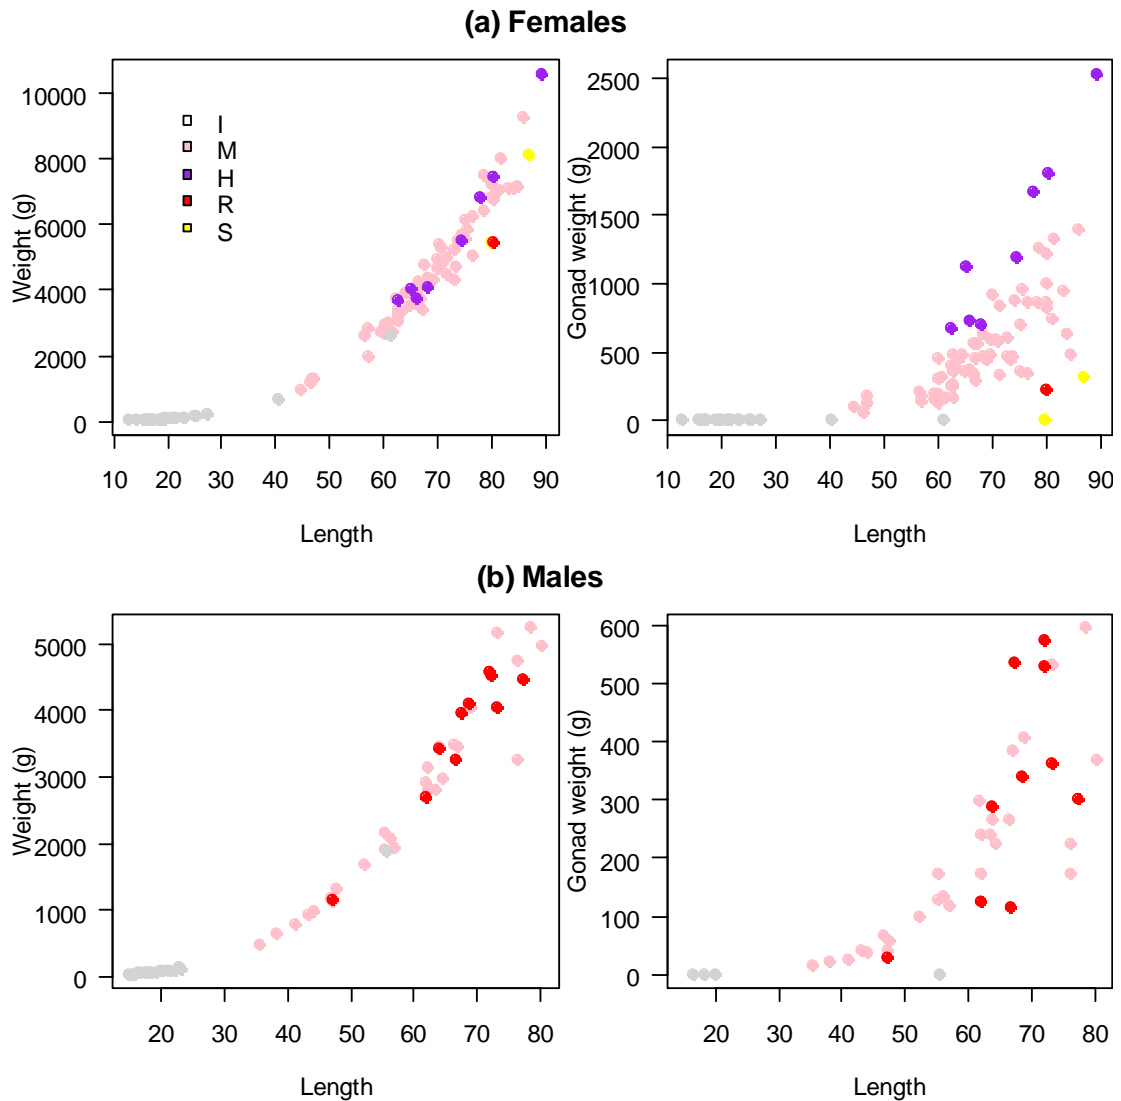 (a) Females
Weight (g)
10000
8000
6000
4000
2000
0
I
M
H
R
S
10 20 30 40 50 60 70 80 90
Length
Gonad weight (g)
2500
2000
1500
1000
500
0
10 20 30 40 50 60 70 80 90
Length
(b) Males
Weight (g)
5000
4000
3000
2000
1000
0
20 30 40 50 60 70 80
Length
Gonad weight (g)
600
500
400
300
200
100
0
20 30 40 50 60 70 80
Length